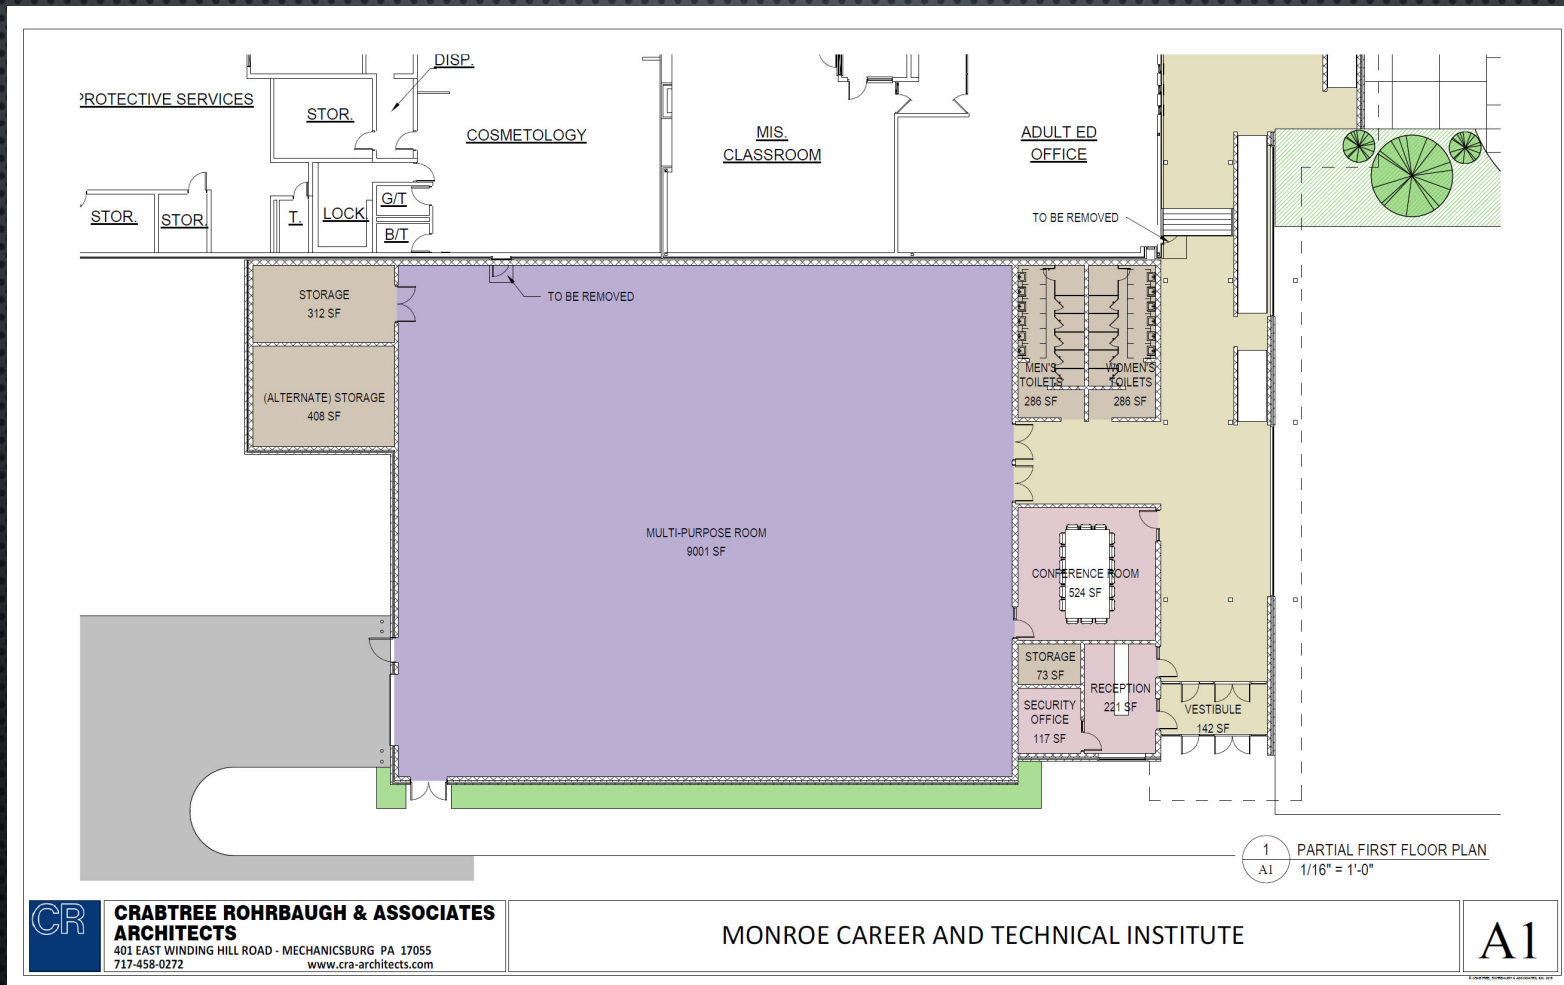 DISP.
PROTECTIVE SERVICES
STOR.
COSMETOLOGY
MIS.
CLASSROOM
ADULT ED
OFFICE
STOR.
STOR.
T.
LOCK.
G/T
B/T
TO BE REMOVED
STORAGE
312 SF
TO BE REMOVED
(ALTERNATE) STORAGE
408 SF
MEN'S
TOILETS
286 SF
WOMEN'S
TOILETS
286 SF
MULTI-PURPOSE ROOM
9001 SF
CONFERENCE ROOM
524 SF
STORAGE
73 SF
RECEPTION
221 SF
SECURITY
OFFICE
117 SF
VESTIBULE
142 SF
1
A1
PARTIAL FIRST FLOOR PLAN
1/16" = 1'-0"
CR
CRABTREE ROHRBAUGH & ASSOCIATES
ARCHITECTS
401 EAST WINDING HILL ROAD - MECHANICSBURG PA 17055
717-458-0272 www.cra-architects.com
MONROE CAREER AND TECHNICAL INSTITUTE
A1